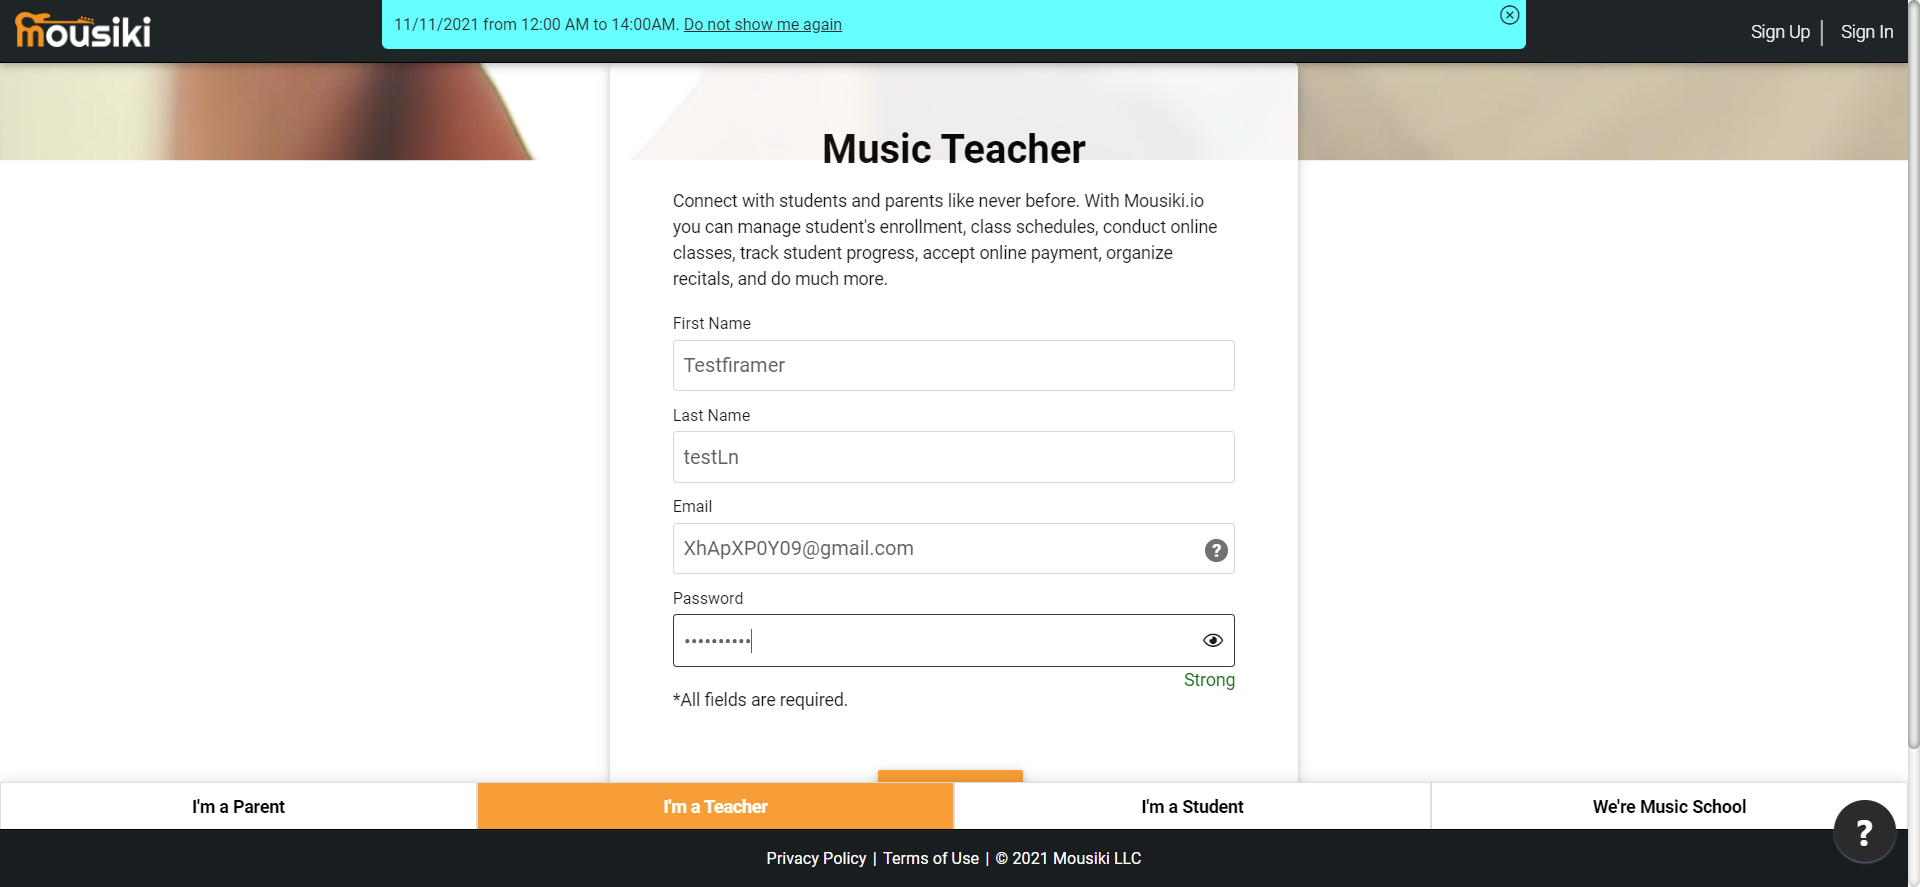 mousiki
11/11/2021 from 12:00 AM to 14:00AM. Do not show me again
Sign Up | Sign In
Music Teacher
Connect with students and parents like never before. With Mousiki.io
you can manage student's enrollment, class schedules, conduct online
classes, track student progress, accept online payment, organize
recitals, and do much more.
First Name
Testfiramer
Last Name
testLn
Email
XhApXP0Y09@gmail.com
?
Password
••••••••••
Strong
*All fields are required.
I'm a Parent
I'm a Teacher
I'm a Student
We're Music School
?
Privacy Policy | Terms of Use | © 2021 Mousiki LLC